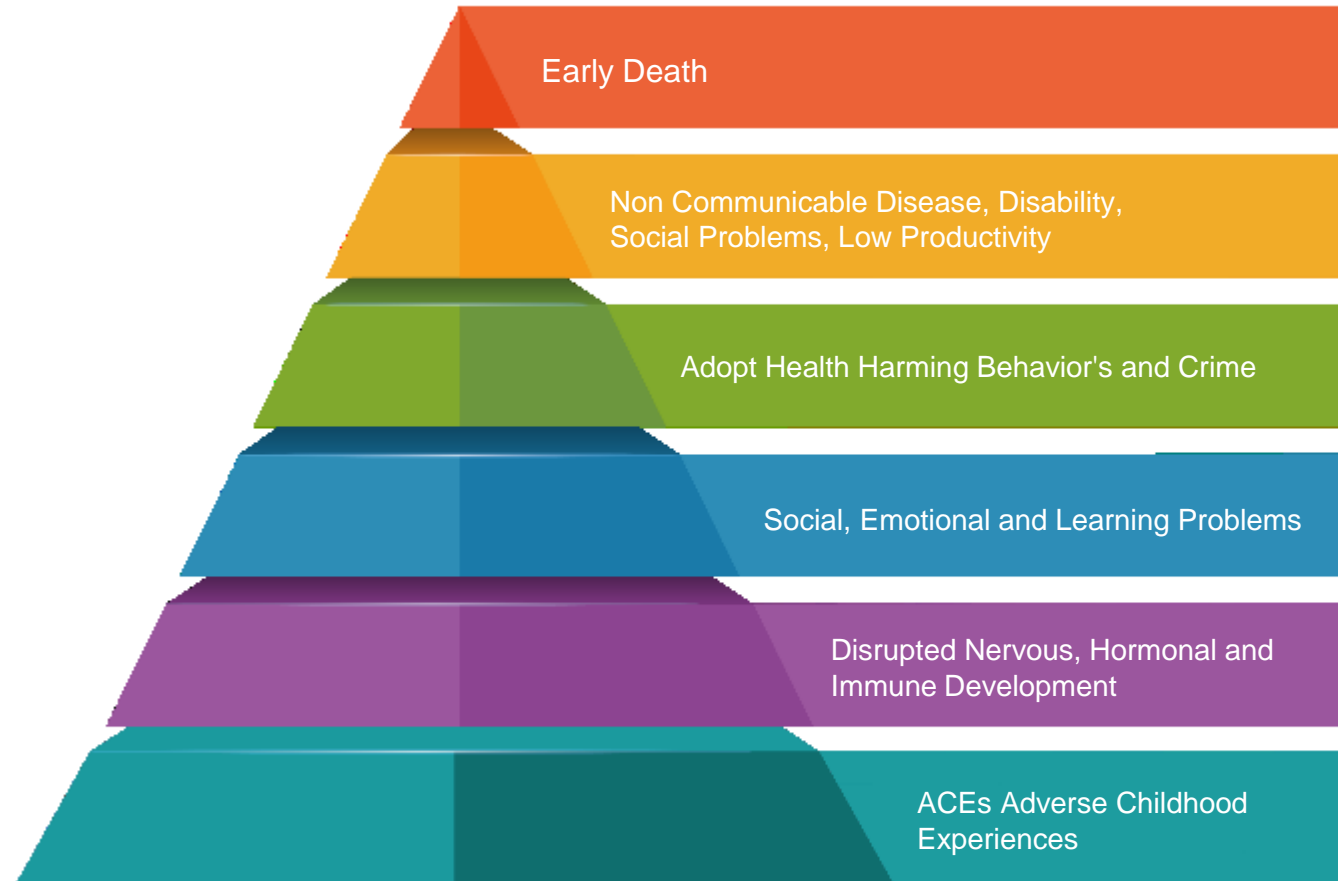 Early Death
Non Communicable Disease, Disability,
Social Problems, Low Productivity
Adopt Health Harming Behavior's and Crime
Social, Emotional and Learning Problems
Disrupted Nervous, Hormonal and
Immune Development
ACEs Adverse Childhood
Experiences